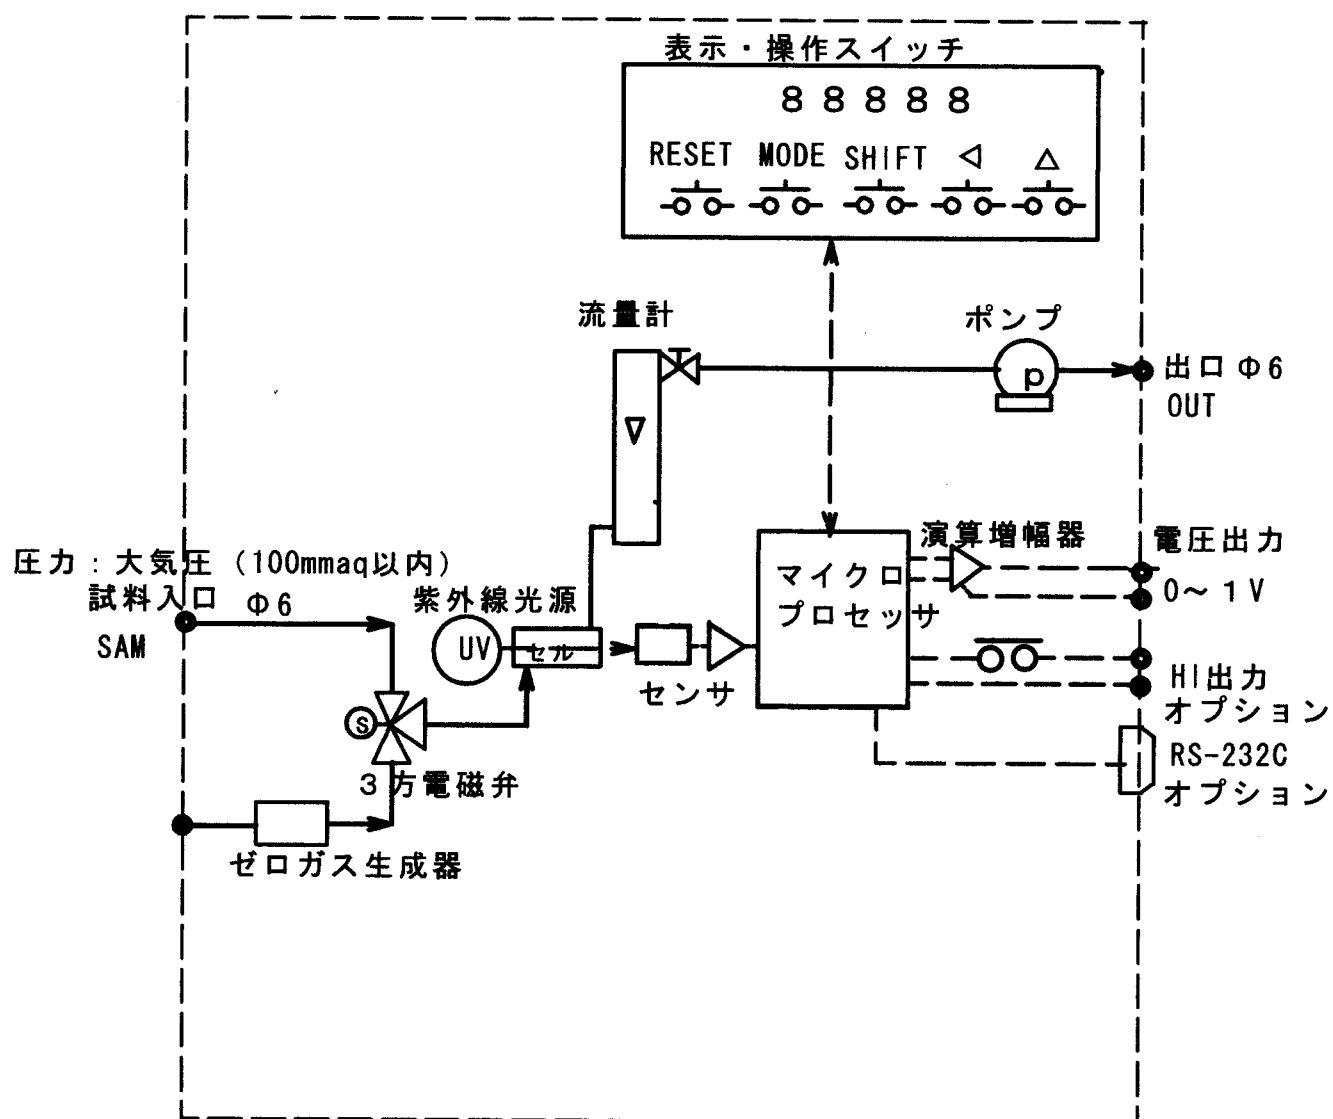 表示・操作スイッチ
8 8 8 8 8
RESET MODE SHIFT ◁ △
流量計
ポンプ
p
出口 Φ6
OUT
∇
演算増幅器
電圧出力
0～1V
圧力：大気圧（100mmaq以内）
試料入口 Φ6
SAM
紫外線光源
UV
セル
センサ
マイクロ
プロセッサ
HI出力
オプション
RS-232C
オプション
S
3方電磁弁
ゼロガス生成器